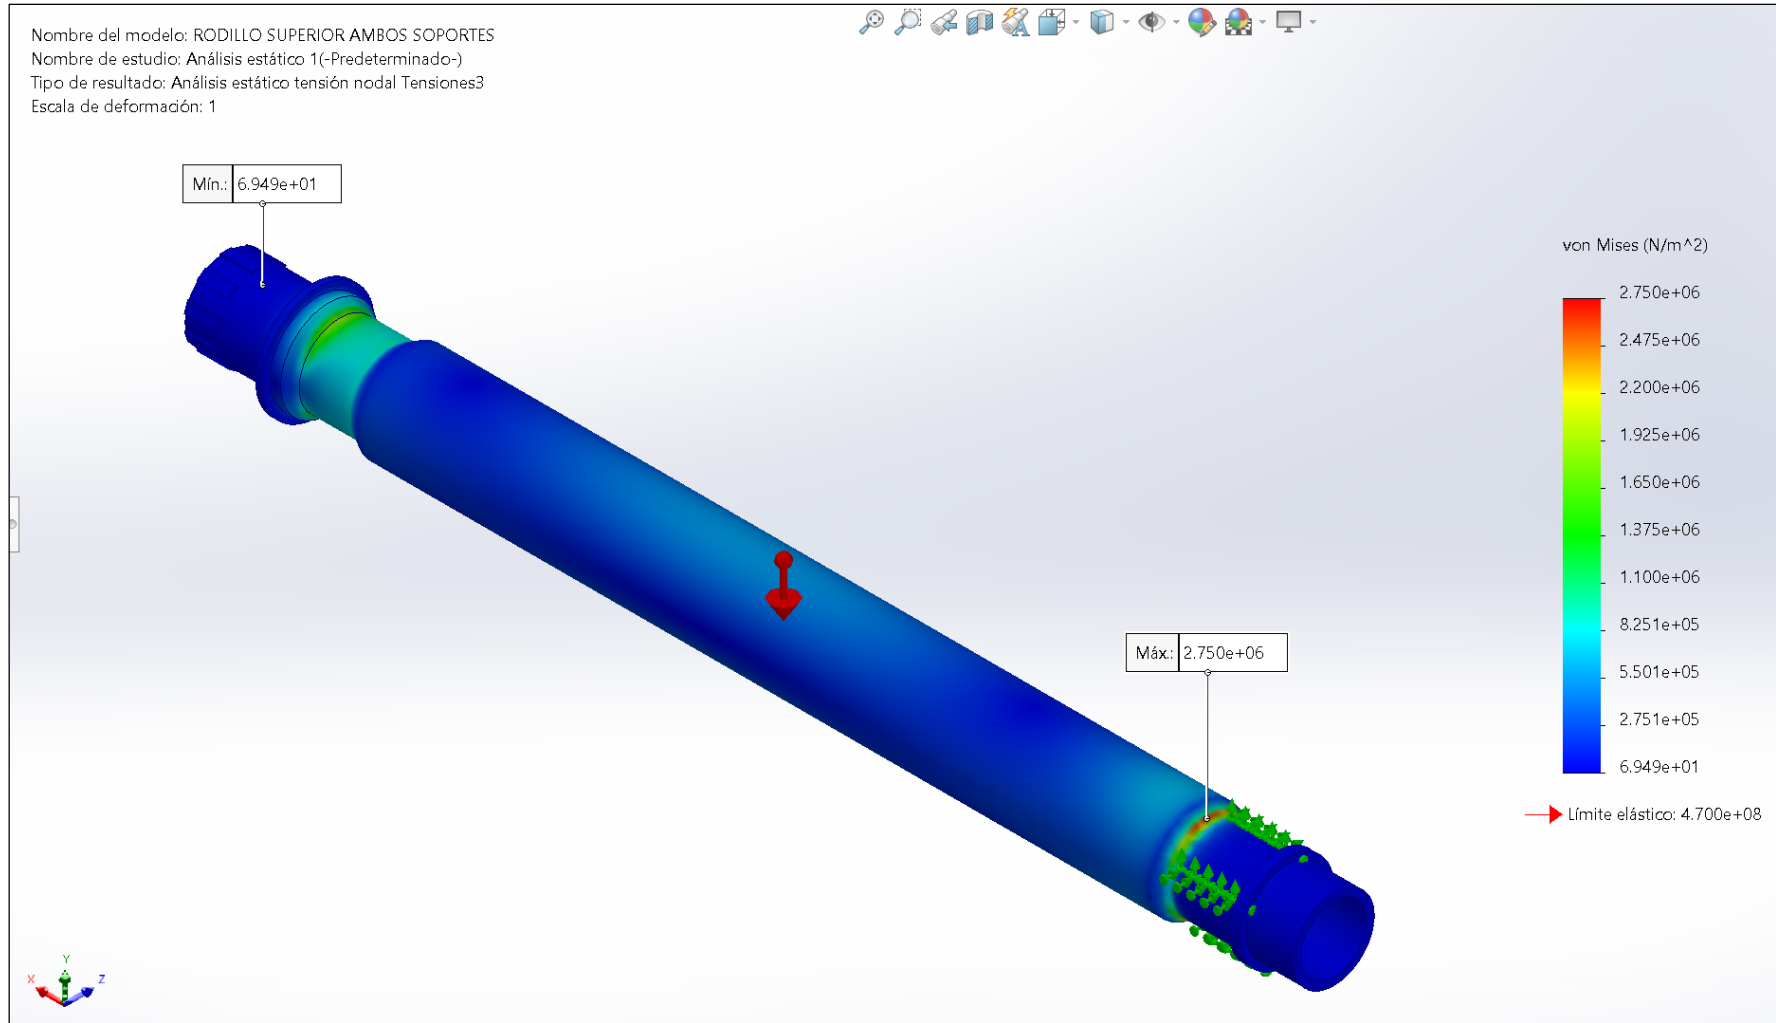 Nombre del modelo: RODILLO SUPERIOR AMBOS SOPORTES
Nombre de estudio: Análisis estático 1(-Predeterminado-)
Tipo de resultado: Análisis estático tensión nodal Tensiones3
Escala de deformación: 1
Mín.: 6.949e+01
von Mises (N/m^2)
2.750e+06
2.475e+06
2.200e+06
1.925e+06
1.650e+06
1.375e+06
1.100e+06
8.251e+05
5.501e+05
2.751e+05
6.949e+01
Límite elástico: 4.700e+08
Máx.: 2.750e+06
Y
X
Z